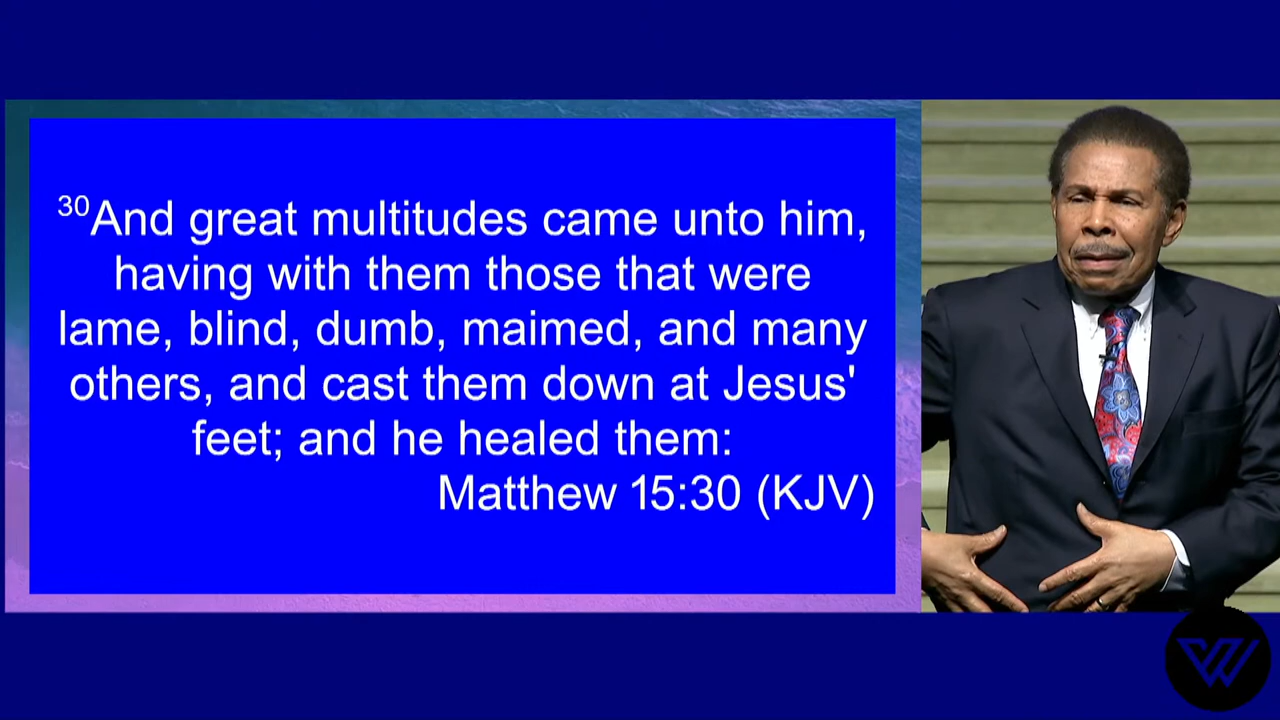 30And great multitudes came unto him,
having with them those that were
lame, blind, dumb, maimed, and many
others, and cast them down at Jesus'
feet; and he healed them:
Matthew 15:30 (KJV)